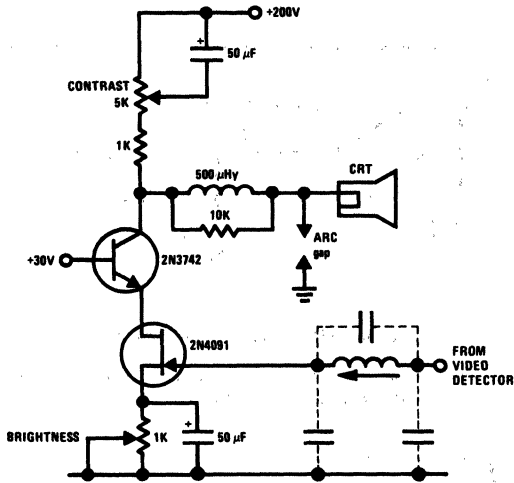 +200V
+
50 µF
CONTRAST
5K
1K
500 µHy
10K
CRT
+30V
2N3742
ARC
gap
2N4091
FROM
VIDEO
DETECTOR
BRIGHTNESS
1K
+
50 µF